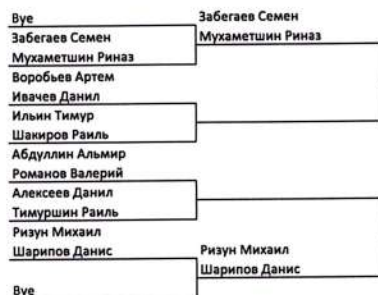 Bye
Забегаев Семен
Мухаметшин Риназ
Воробьев Артем
Ивачев Данил
Ильин Тимур
Шакиров Раиль
Абдуллин Альмир
Романов Валерий
Алексеев Данил
Тимуршин Раиль
Ризун Михаил
Шарипов Данис
Bye
Забегаев Семен
Мухаметшин Риназ
Ризун Михаил
Шарипов Данис